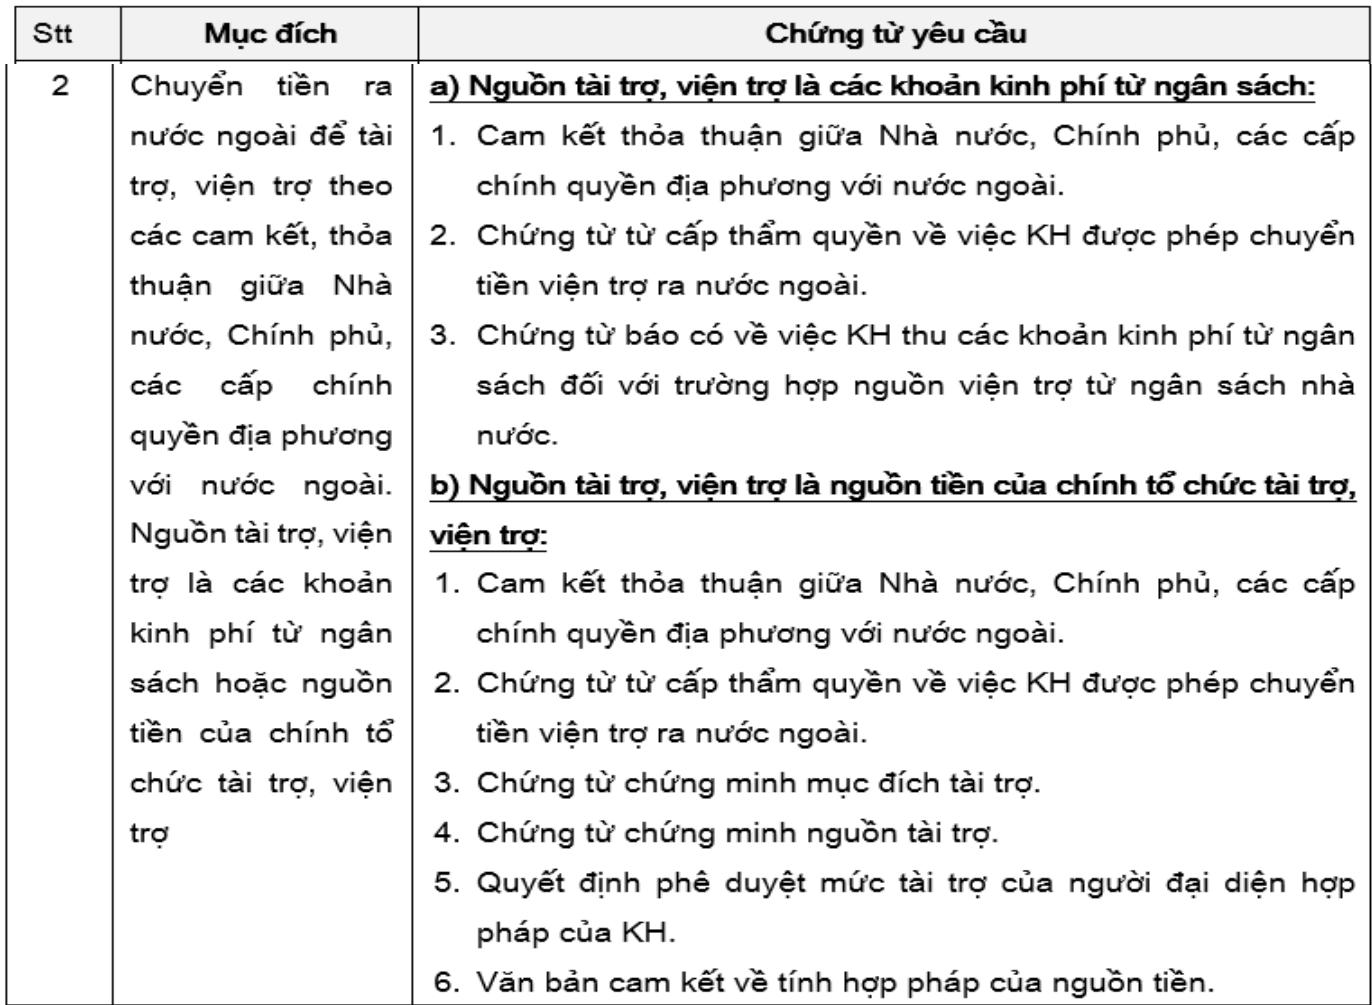 Stt
Mục đích
Chứng từ yêu cầu
2
Chuyển tiền ra
nước ngoài để tài
trợ, viện trợ theo
các cam kết, thỏa
thuận giữa Nhà
nước, Chính phủ,
các cấp chính
quyền địa phương
với nước ngoài.
Nguồn tài trợ, viện
trợ là các khoản
kinh phí từ ngân
sách hoặc nguồn
tiền của chính tổ
chức tài trợ, viện
trợ
a) Nguồn tài trợ, viện trợ là các khoản kinh phí từ ngân sách:
1. Cam kết thỏa thuận giữa Nhà nước, Chính phủ, các cấp
chính quyền địa phương với nước ngoài.
2. Chứng từ từ cấp thẩm quyền về việc KH được phép chuyển
tiền viện trợ ra nước ngoài.
3. Chứng từ báo có về việc KH thu các khoản kinh phí từ ngân
sách đối với trường hợp nguồn viện trợ từ ngân sách nhà
nước.
b) Nguồn tài trợ, viện trợ là nguồn tiền của chính tổ chức tài trợ,
viện trợ:
1. Cam kết thỏa thuận giữa Nhà nước, Chính phủ, các cấp
chính quyền địa phương với nước ngoài.
2. Chứng từ từ cấp thẩm quyền về việc KH được phép chuyển
tiền viện trợ ra nước ngoài.
3. Chứng từ chứng minh mục đích tài trợ.
4. Chứng từ chứng minh nguồn tài trợ.
5. Quyết định phê duyệt mức tài trợ của người đại diện hợp
pháp của KH.
6. Văn bản cam kết về tính hợp pháp của nguồn tiền.